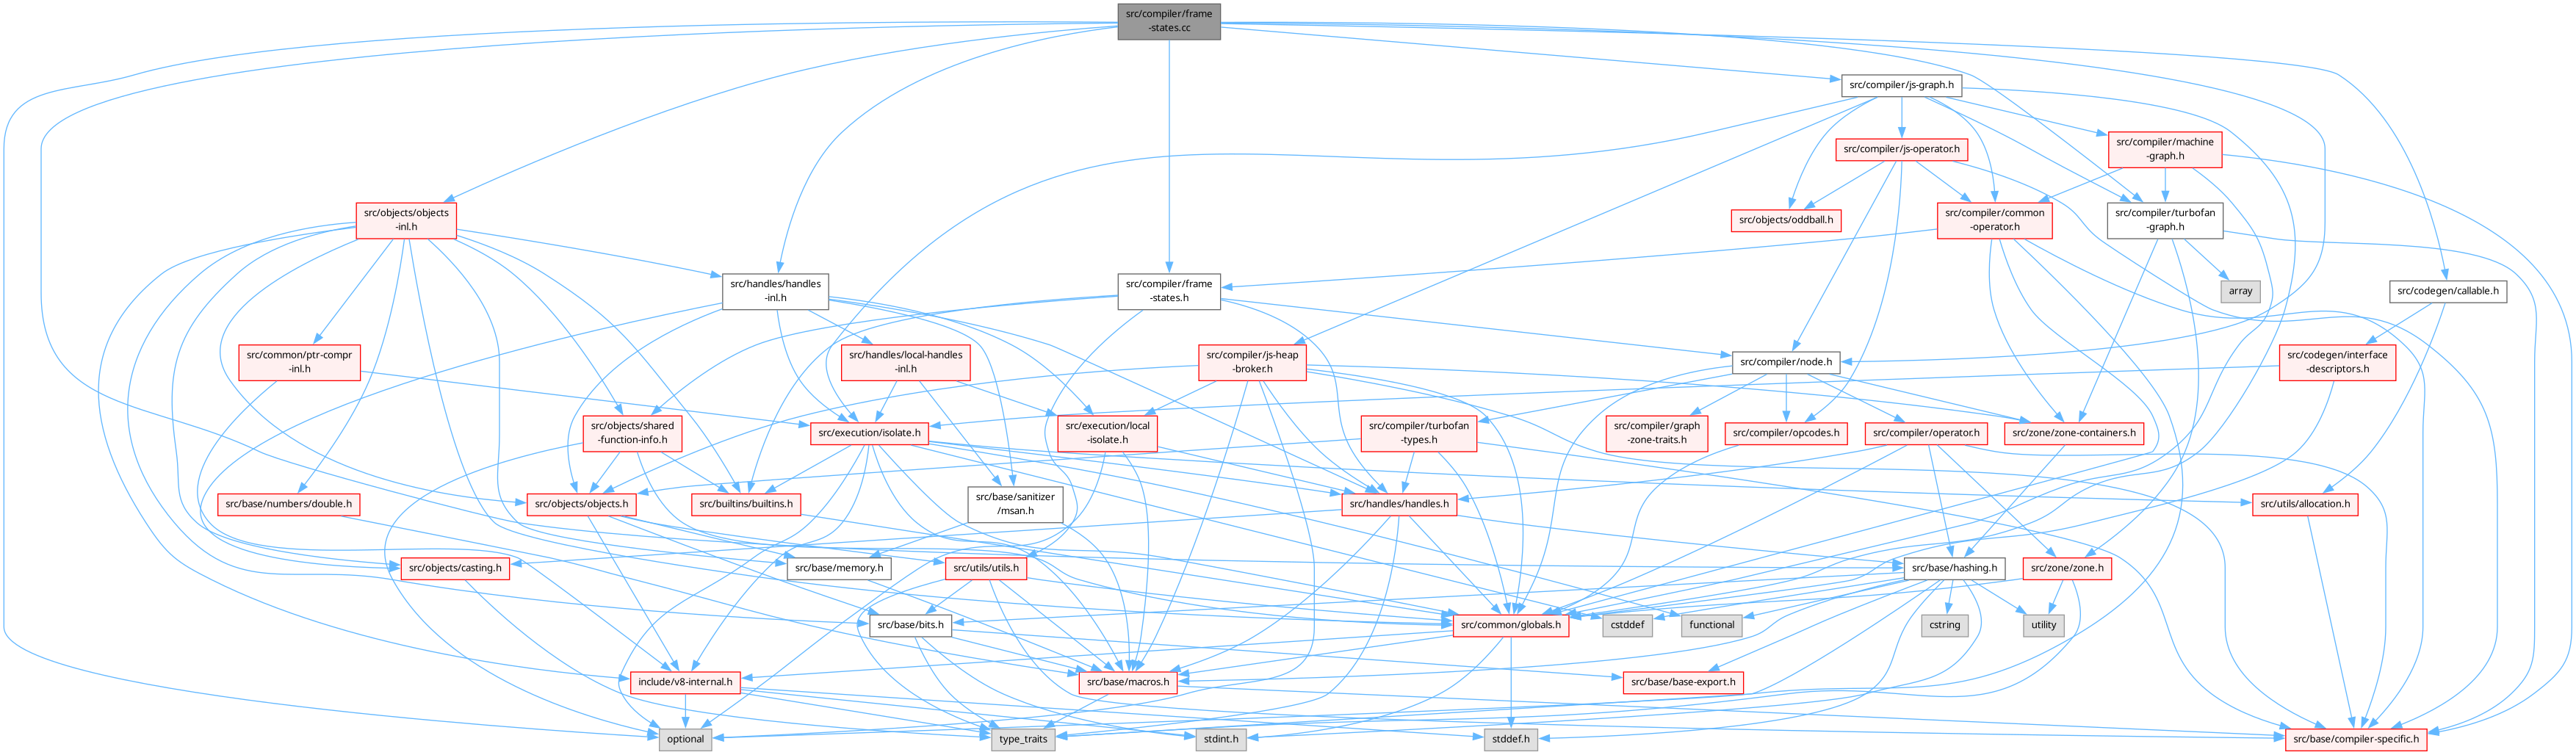 src/compiler/frame
-states.cc
src/compiler/js-graph.h
src/compiler/js-operator.h
src/compiler/machine
-graph.h
src/objects/objects
-inl.h
src/objects/oddball.h
src/compiler/common
-operator.h
src/compiler/turbofan
-graph.h
src/handles/handles
-inl.h
src/compiler/frame
-states.h
array
src/codegen/callable.h
src/common/ptr-compr
-inl.h
src/handles/local-handles
-inl.h
src/compiler/js-heap
-broker.h
src/compiler/node.h
src/codegen/interface
-descriptors.h
src/objects/shared
-function-info.h
src/execution/isolate.h
src/execution/local
-isolate.h
src/compiler/turbofan
-types.h
src/compiler/graph
-zone-traits.h
src/compiler/opcodes.h
src/compiler/operator.h
src/zone/zone-containers.h
src/base/numbers/double.h
src/objects/objects.h
src/builtins/builtins.h
src/base/sanitizer
/msan.h
src/handles/handles.h
src/utils/allocation.h
src/objects/casting.h
src/base/memory.h
src/utils/utils.h
src/base/hashing.h
src/zone/zone.h
src/base/bits.h
src/common/globals.h
cstddef
functional
cstring
utility
include/v8-internal.h
src/base/macros.h
src/base/base-export.h
optional
type_traits
stdint.h
stddef.h
src/base/compiler-specific.h